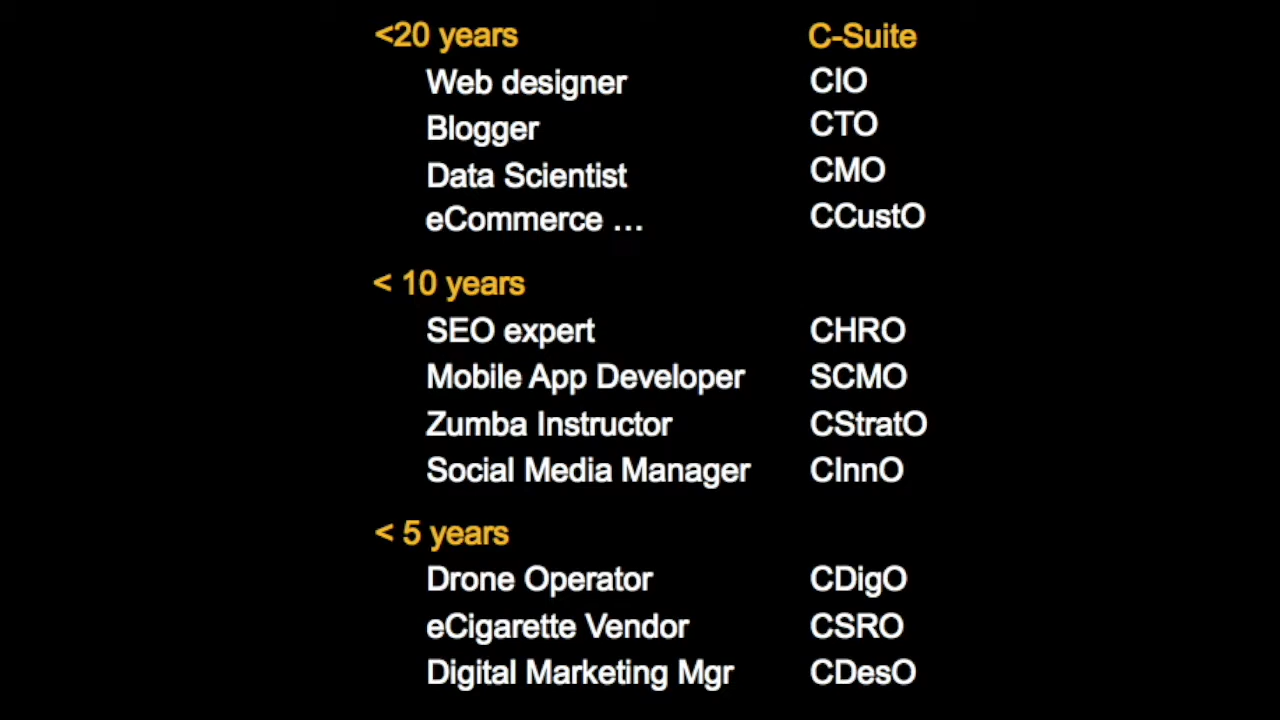 <20 years C-Suite
Web designer CIO
Blogger CTO
Data Scientist CMO
eCommerce … CCustO
< 10 years
SEO expert CHRO
Mobile App Developer SCMO
Zumba Instructor CStratO
Social Media Manager CInnO
< 5 years
Drone Operator CDigO
eCigarette Vendor CSRO
Digital Marketing Mgr CDesO